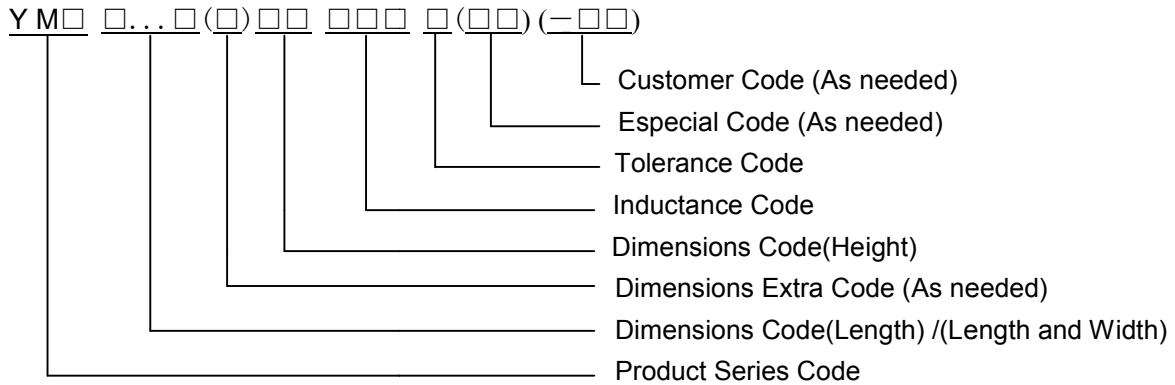 YM□ □...□(□)□□ □□□ □(□□)(-□□)
Customer Code (As needed)
Especial Code (As needed)
Tolerance Code
Inductance Code
Dimensions Code(Height)
Dimensions Extra Code (As needed)
Dimensions Code(Length) /(Length and Width)
Product Series Code